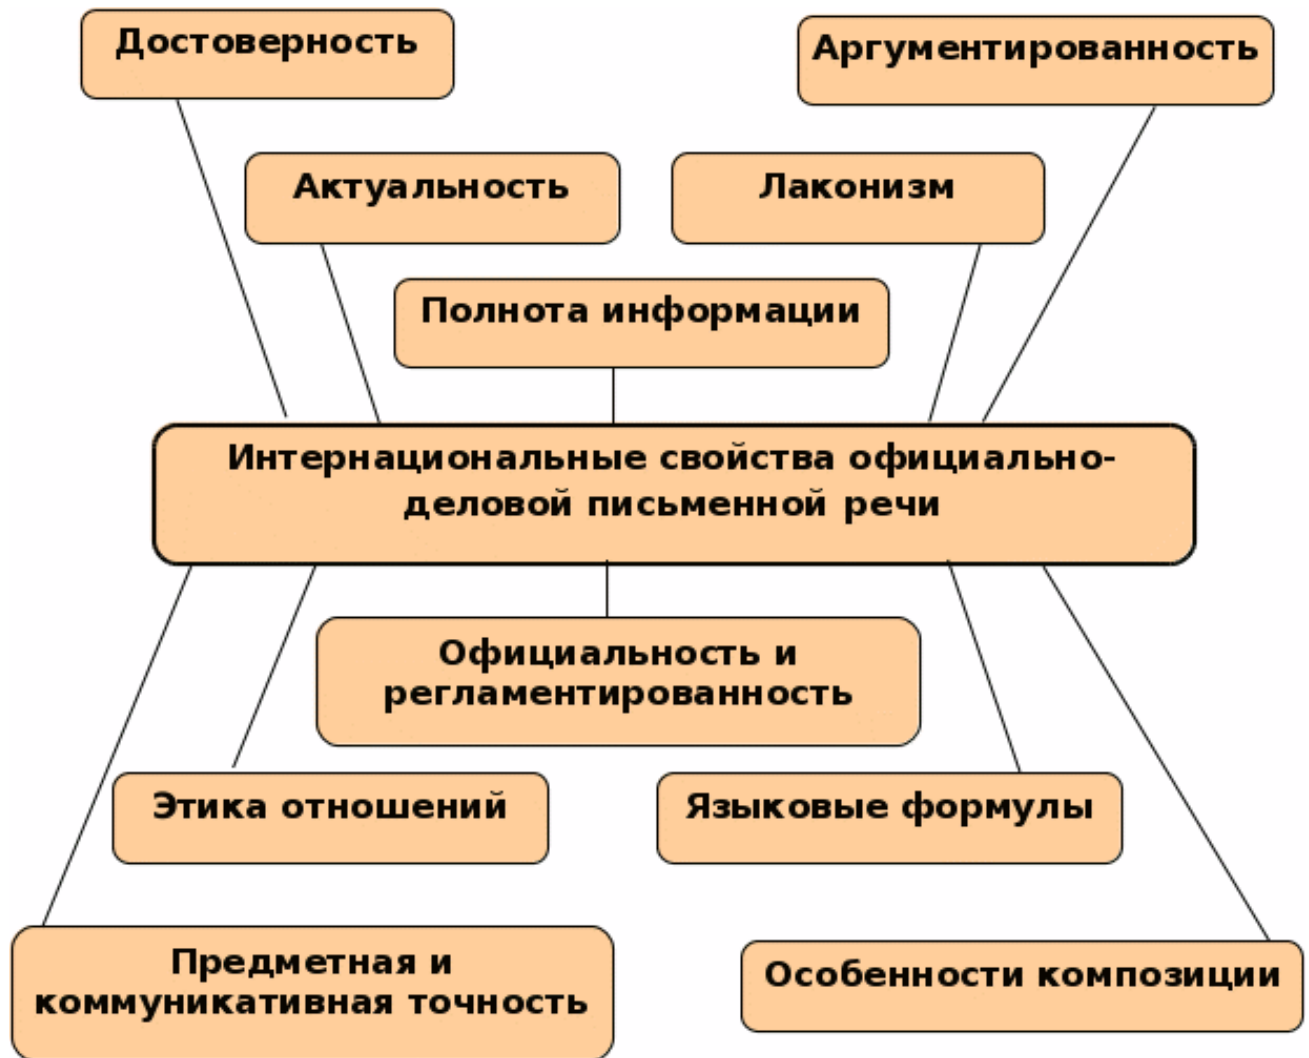 Достоверность
Аргументированность
Актуальность
Лаконизм
Полнота информации
Интернациональные свойства официально-
деловой письменной речи
Официальность и
регламентированность
Этика отношений
Языковые формулы
Предметная и
коммуникативная точность
Особенности композиции